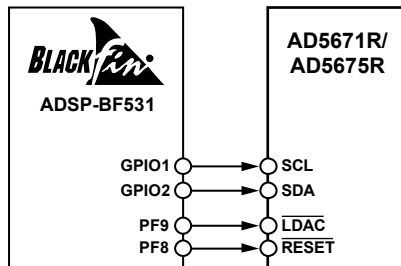 BLACKfin
ADSP-BF531
AD5671R/
AD5675R
GPIO1 SCL
GPIO2 SDA
PF9 LDAC
PF8 RESET